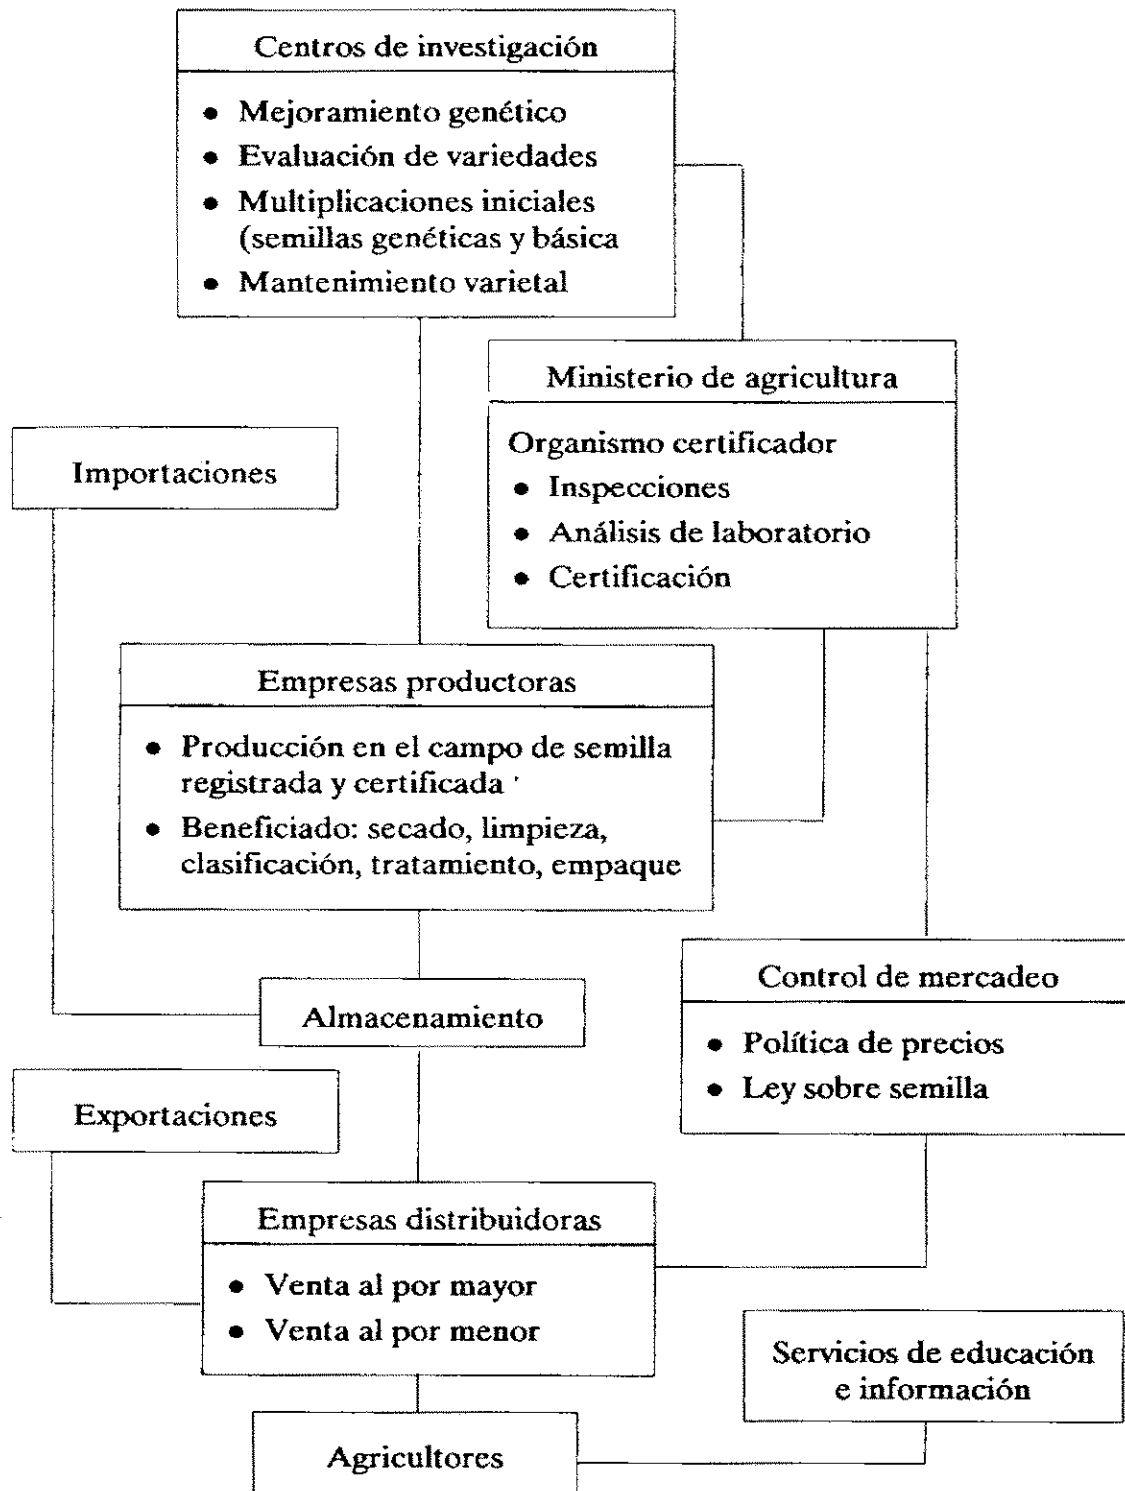 Centros de investigación
● Mejoramiento genético
● Evaluación de variedades
● Multiplicaciones iniciales
(semillas genéticas y básica
● Mantenimiento varietal
Ministerio de agricultura
Organismo certificador
● Inspecciones
● Análisis de laboratorio
● Certificación
Importaciones
Empresas productoras
● Producción en el campo de semilla
registrada y certificada
● Beneficiado: secado, limpieza,
clasificación, tratamiento, empaque
Almacenamiento
Control de mercadeo
● Política de precios
● Ley sobre semilla
Exportaciones
Empresas distribuidoras
● Venta al por mayor
● Venta al por menor
Servicios de educación
e información
Agricultores